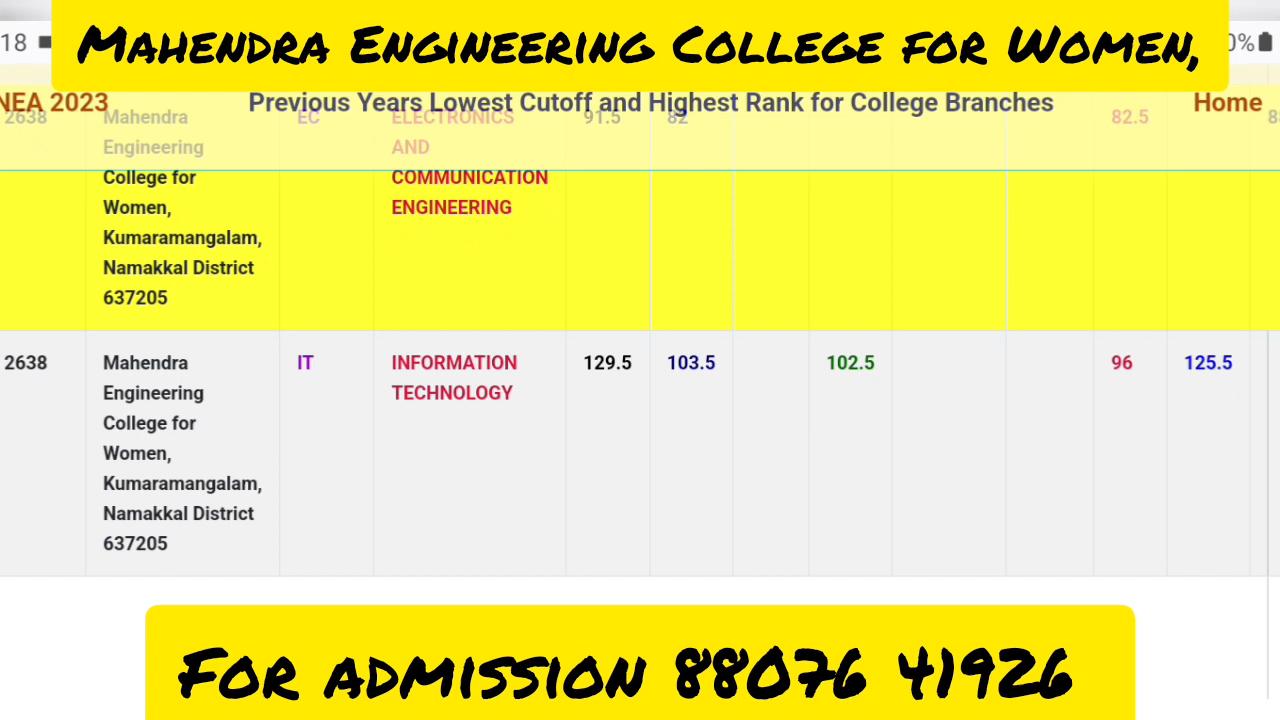 Mahendra Engineering College for Women,
18 0%
NEA 2023 Previous Years Lowest Cutoff and Highest Rank for College Branches Home
2638 Mahendra EC ELECTRONICS 91.5 82 82.5
Engineering AND
College for COMMUNICATION
Women, ENGINEERING
Kumaramangalam,
Namakkal District
637205
2638 Mahendra IT INFORMATION 129.5 103.5 102.5 96 125.5
Engineering TECHNOLOGY
College for
Women,
Kumaramangalam,
Namakkal District
637205
For admission 88076 41926